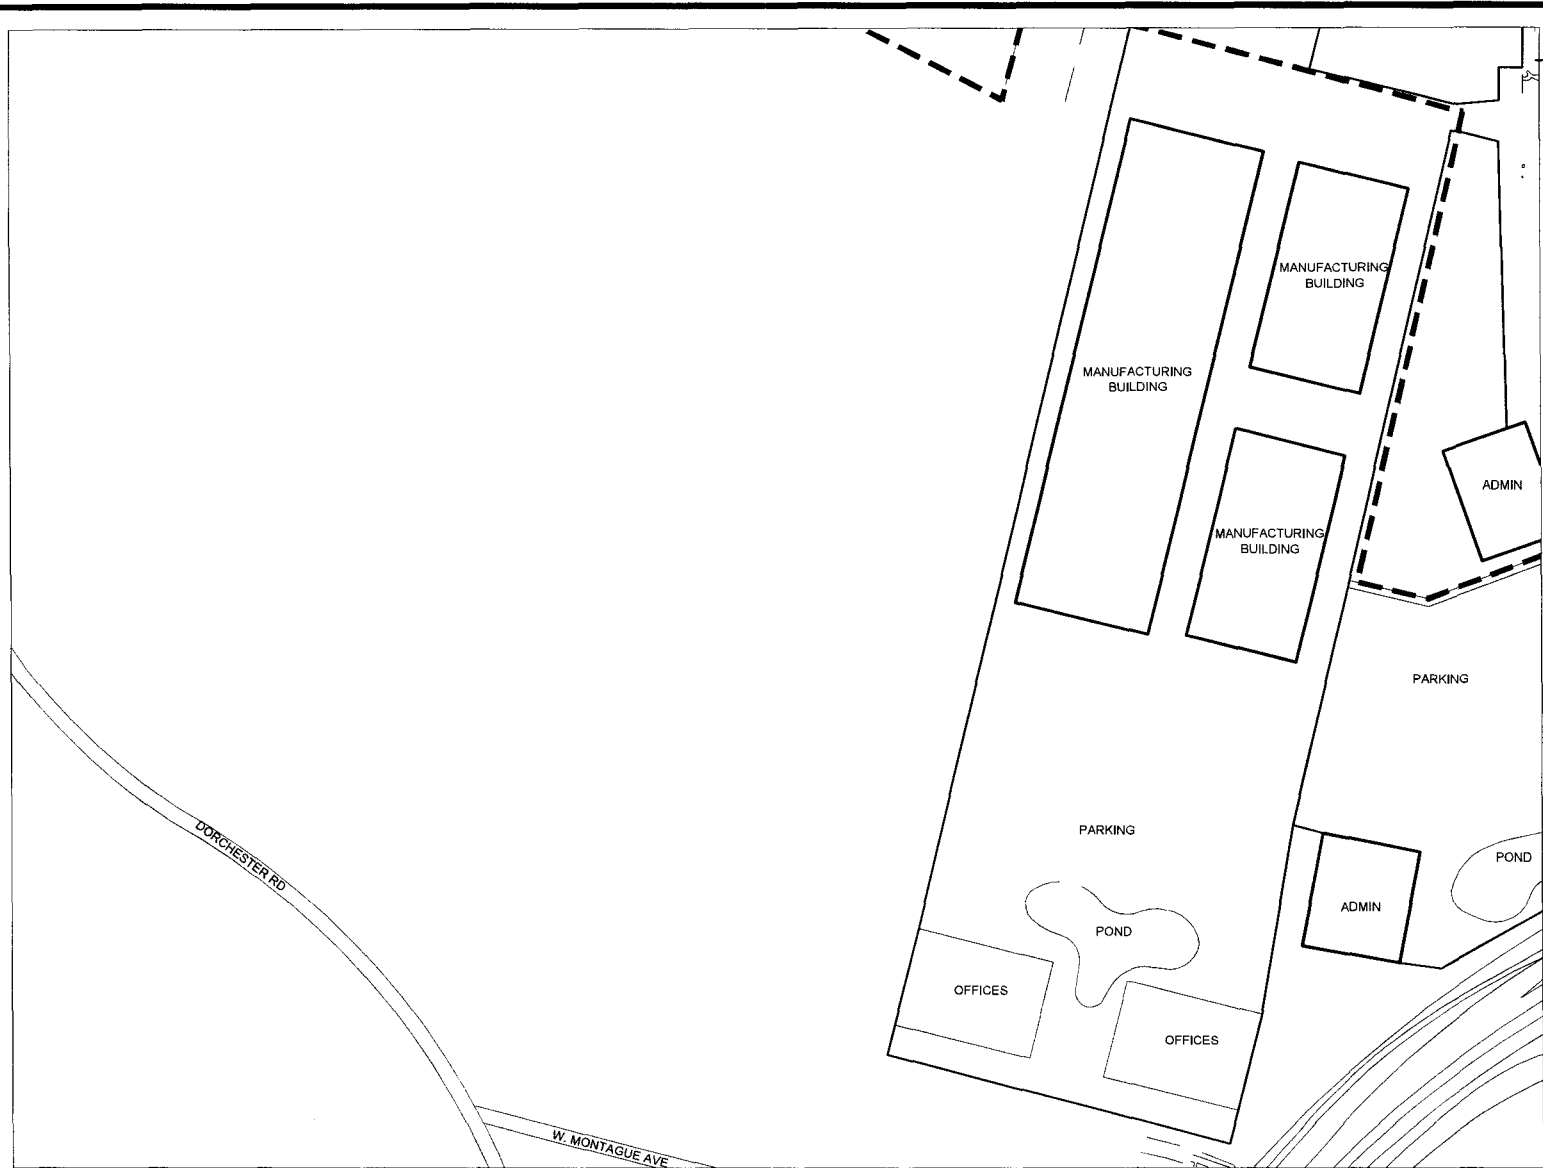 MANUFACTURING
BUILDING
MANUFACTURING
BUILDING
ADMIN
MANUFACTURING
BUILDING
PARKING
PARKING
DORCHESTER RD
POND
ADMIN
POND
OFFICES
OFFICES
W. MONTAGUE AVE